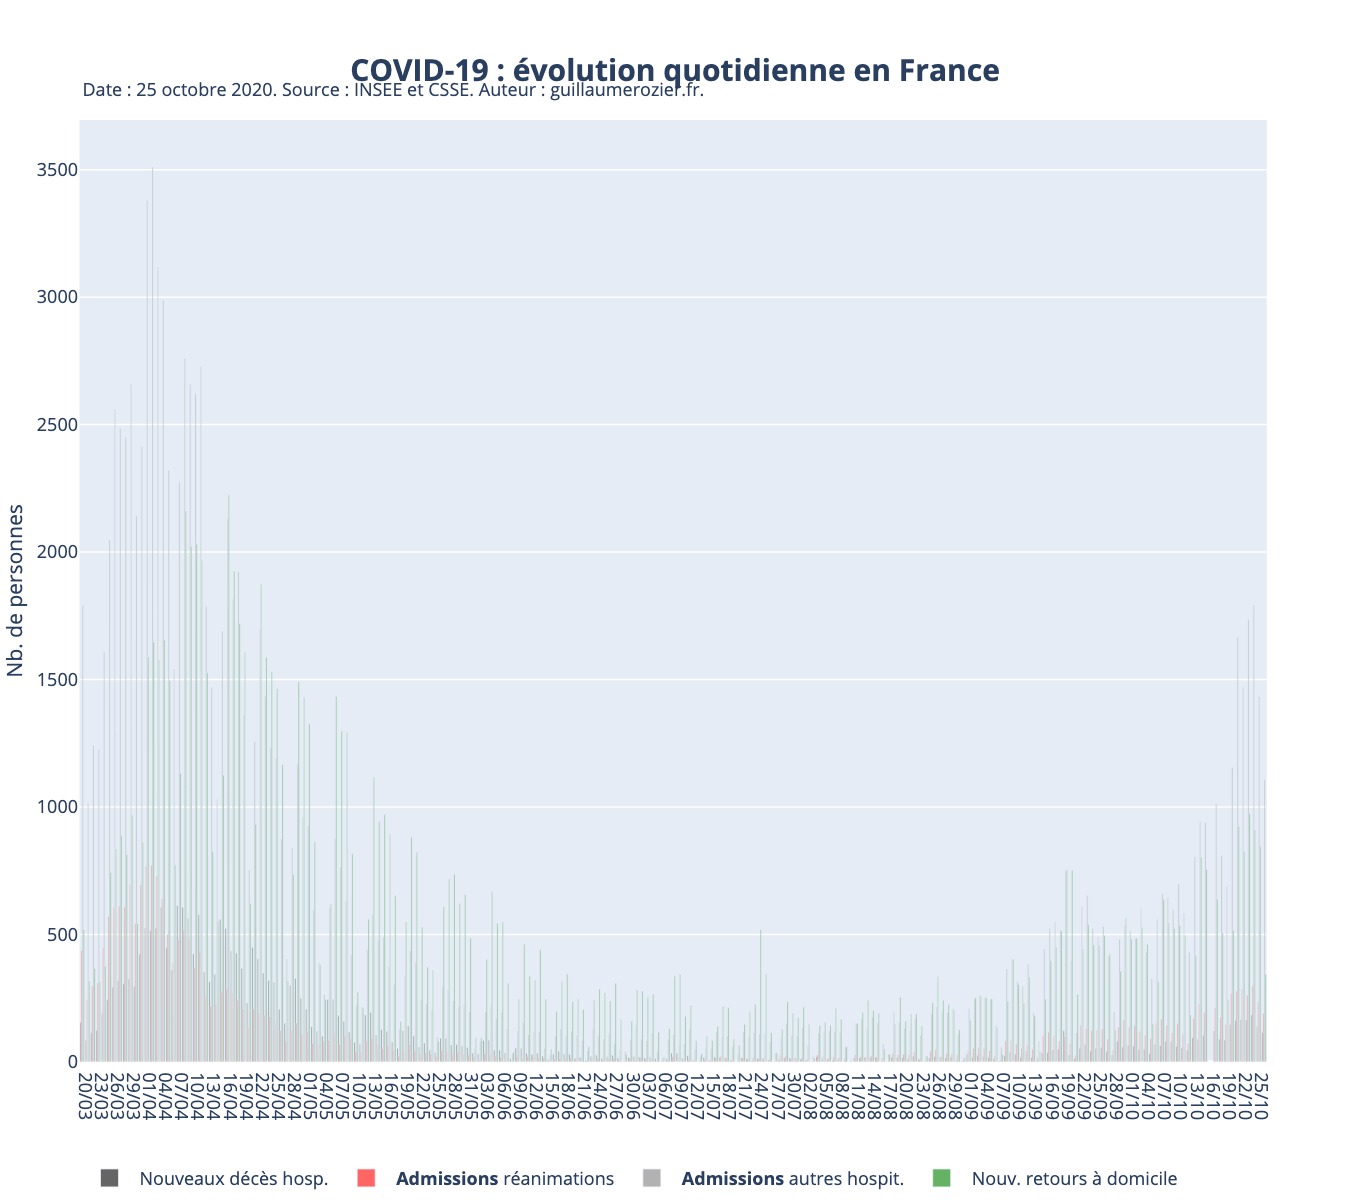 COVID-19 : évolution quotidienne en France
Date : 25 octobre 2020. Source : INSEE et CSSE. Auteur : guillaumerozier.fr.
3500
3000
2500
2000
1500
1000
500
0
Nb. de personnes
20/03 23/03 26/03 29/03 01/04 04/04 07/04 10/04 13/04 16/04 19/04 22/04 25/04 28/04 01/05 04/05 07/05 10/05 13/05 16/05 19/05 22/05 25/05 28/05 31/05 03/06 06/06 09/06 12/06 15/06 18/06 21/06 24/06 27/06 30/06 03/07 06/07 09/07 12/07 15/07 18/07 21/07 24/07 27/07 30/07 02/08 05/08 08/08 11/08 14/08 17/08 20/08 23/08 26/08 29/08 01/09 04/09 07/09 10/09 13/09 16/09 19/09 22/09 25/09 28/09 01/10 04/10 07/10 10/10 13/10 16/10 19/10 22/10 25/10
Nouveaux décès hosp. Admissions réanimations Admissions autres hospit. Nouv. retours à domicile